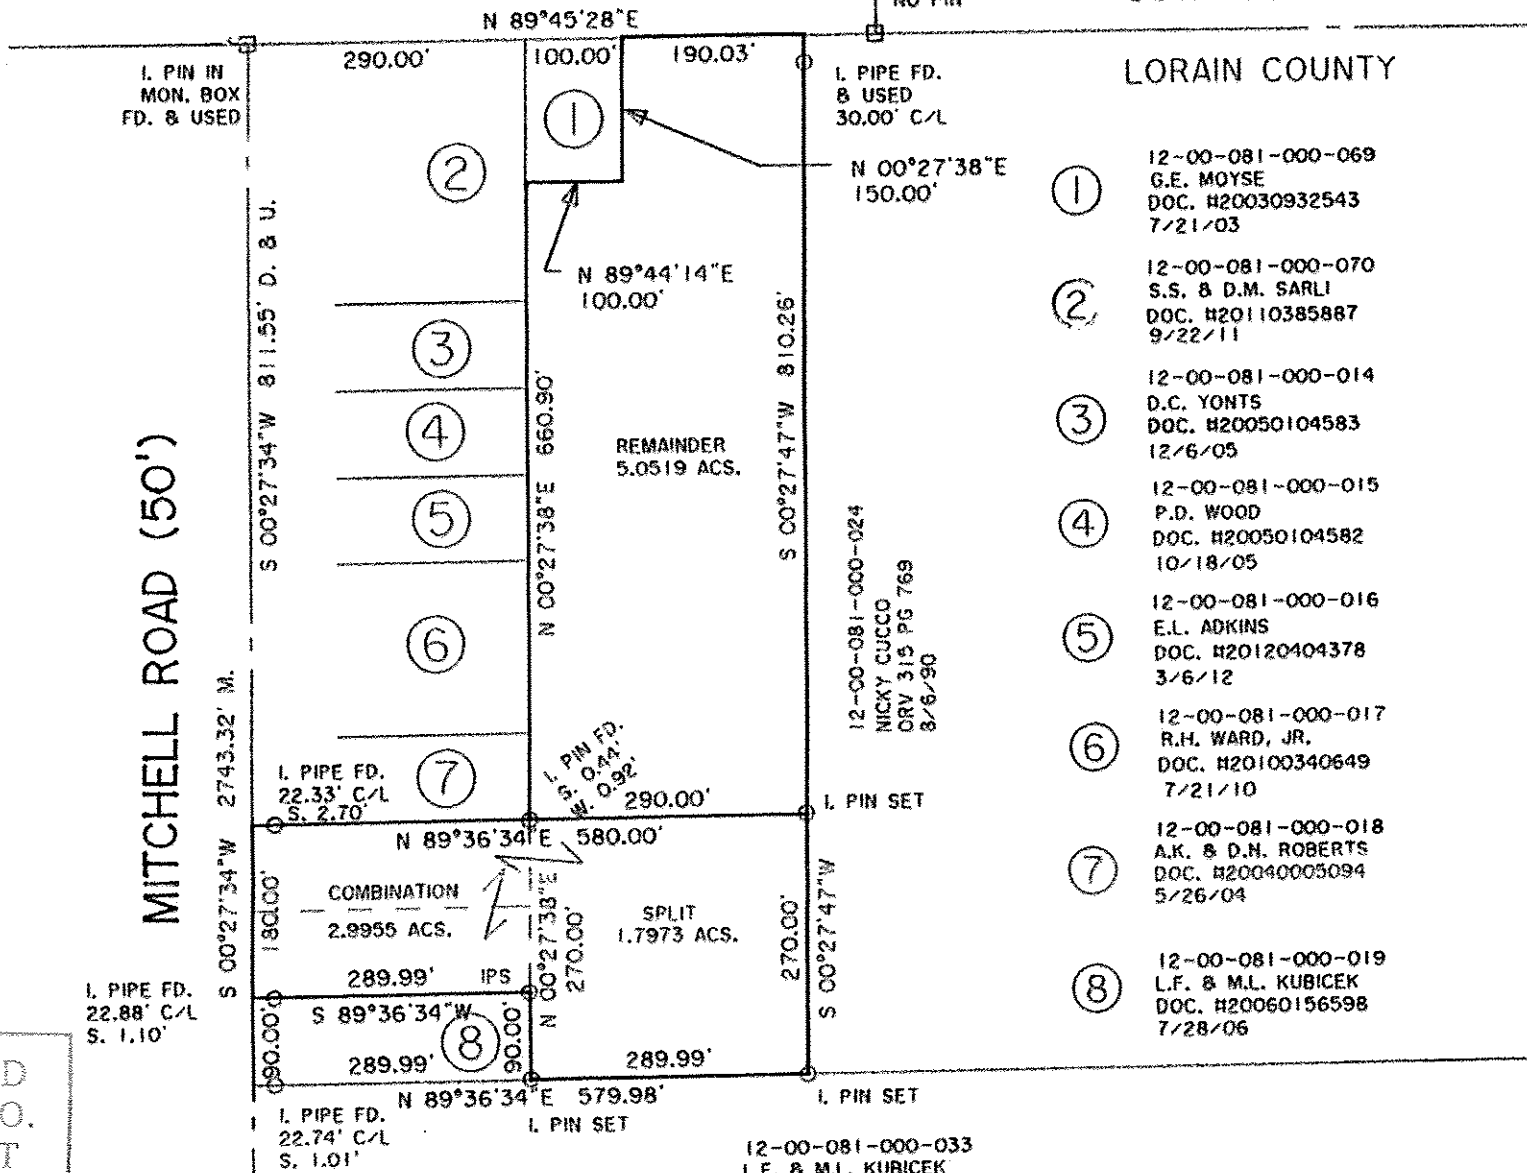 N 89°45'28"E
NO PIN
290.00'
100.00'
190.03'
I. PIN IN
MON. BOX
FD. & USED
I. PIPE FD.
& USED
30.00' C/L
LORAIN COUNTY
1
2
N 00°27'38"E
150.00'
N 89°44'14"E
100.00'
S 00°27'34"W 811.55' D. & U.
3
4
5
6
7
N 00°27'38"E 660.90'
REMAINDER
5.0519 ACS.
S 00°27'47"W 810.26'
12-00-081-000-024
NICKY CUCCO
ORV 315 PG 769
8/6/90
MITCHELL ROAD (50')
S 00°27'34"W 2743.32' M.
I. PIPE FD.
22.33' C/L
S. 2.70'
I. PIN FD.
S. 0.44'
W. 0.92'
290.00'
I. PIN SET
N 89°36'34"E 580.00'
180.00'
COMBINATION
2.9955 ACS.
N 00°27'38"E
270.00'
SPLIT
1.7973 ACS.
270.00'
S 00°27'47"W
289.99'
IPS
I. PIPE FD.
22.88' C/L
S. 1.10'
S 89°36'34"W
90.00'
289.99'
8
90.00'
289.99'
N 89°36'34"E 579.98'
I. PIPE FD.
22.74' C/L
S. 1.01'
I. PIN SET
I. PIN SET
12-00-081-000-033
L.F. & M.L. KUBICEK
1
12-00-081-000-069
G.E. MOYSE
DOC. #20030932543
7/21/03
2
12-00-081-000-070
S.S. & D.M. SARLI
DOC. #20110385887
9/22/11
3
12-00-081-000-014
D.C. YONTS
DOC. #20050104583
12/6/05
4
12-00-081-000-015
P.D. WOOD
DOC. #20050104582
10/18/05
5
12-00-081-000-016
E.L. ADKINS
DOC. #20120404378
3/6/12
6
12-00-081-000-017
R.H. WARD, JR.
DOC. #20100340649
7/21/10
7
12-00-081-000-018
A.K. & D.N. ROBERTS
DOC. #20040005094
5/26/04
8
12-00-081-000-019
L.F. & M.L. KUBICEK
DOC. #20060156598
7/28/06
D
O.
T